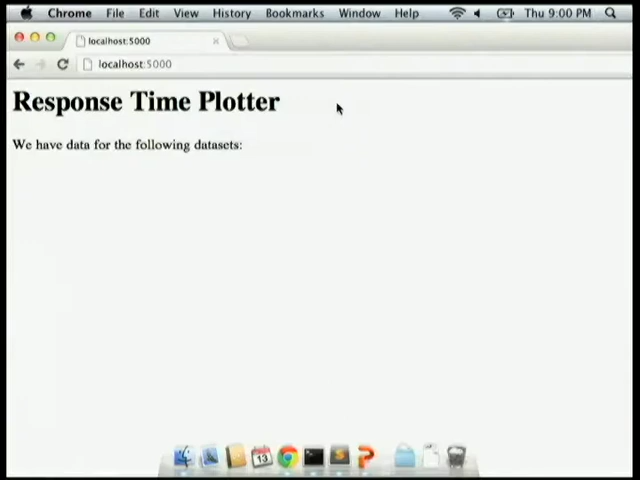 Chrome File Edit View History Bookmarks Window Help Thu 9:00 PM
localhost:5000
localhost:5000
Response Time Plotter
We have data for the following datasets:
13